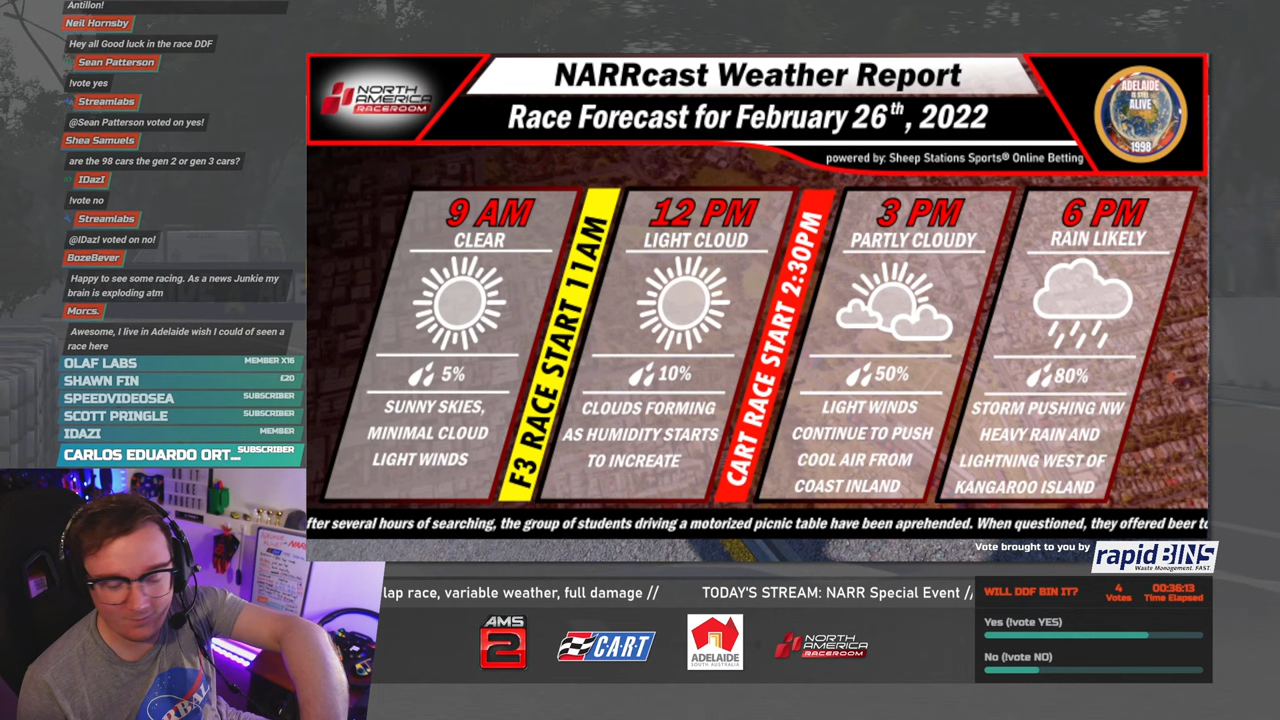 Antillon!
Neil Hornsby
Hey all Good luck in the race DDF
Sean Patterson
!vote yes
Streamlabs
@Sean Patterson voted on yes!
Shea Samuels
are the 98 cars the gen 2 or gen 3 cars?
IDazI
!vote no
Streamlabs
@IDazI voted on no!
BozeBever
Happy to see some racing. As a news Junkie my
brain is exploding atm
Morcs.
Awesome, I live in Adelaide wish I could of seen a
race here
OLAF LABS MEMBER X16
SHAWN FIN £20
SPEEDVIDEOSEA SUBSCRIBER
SCOTT PRINGLE SUBSCRIBER
IDAZI MEMBER
CARLOS EDUARDO ORT... SUBSCRIBER
NORTH
AMERICA
RACEROOM
NARRcast Weather Report
Race Forecast for February 26th, 2022
powered by: Sheep Stations Sports® Online Betting
ADELAIDE
IS STILL
ALIVE
1998
9 AM
CLEAR
5%
SUNNY SKIES,
MINIMAL CLOUD
LIGHT WINDS
F3 RACE START 11AM
12 PM
LIGHT CLOUD
10%
CLOUDS FORMING
AS HUMIDITY STARTS
TO INCREATE
CART RACE START 2:30PM
3 PM
PARTLY CLOUDY
50%
LIGHT WINDS
CONTINUE TO PUSH
COOL AIR FROM
COAST INLAND
6 PM
RAIN LIKELY
80%
STORM PUSHING NW
HEAVY RAIN AND
LIGHTNING WEST OF
KANGAROO ISLAND
fter several hours of searching, the group of students driving a motorized picnic table have been aprehended. When questioned, they offered beer to
Vote brought to you by
rapidBINS
Waste Management. FAST.
lap race, variable weather, full damage // TODAY'S STREAM: NARR Special Event //
AMS
2
CART
ADELAIDE
SOUTH AUSTRALIA
NORTH
AMERICA
RACEROOM
WILL DDF BIN IT?
4
Votes
00:36:13
Time Elapsed
Yes (!vote YES)
No (!vote NO)